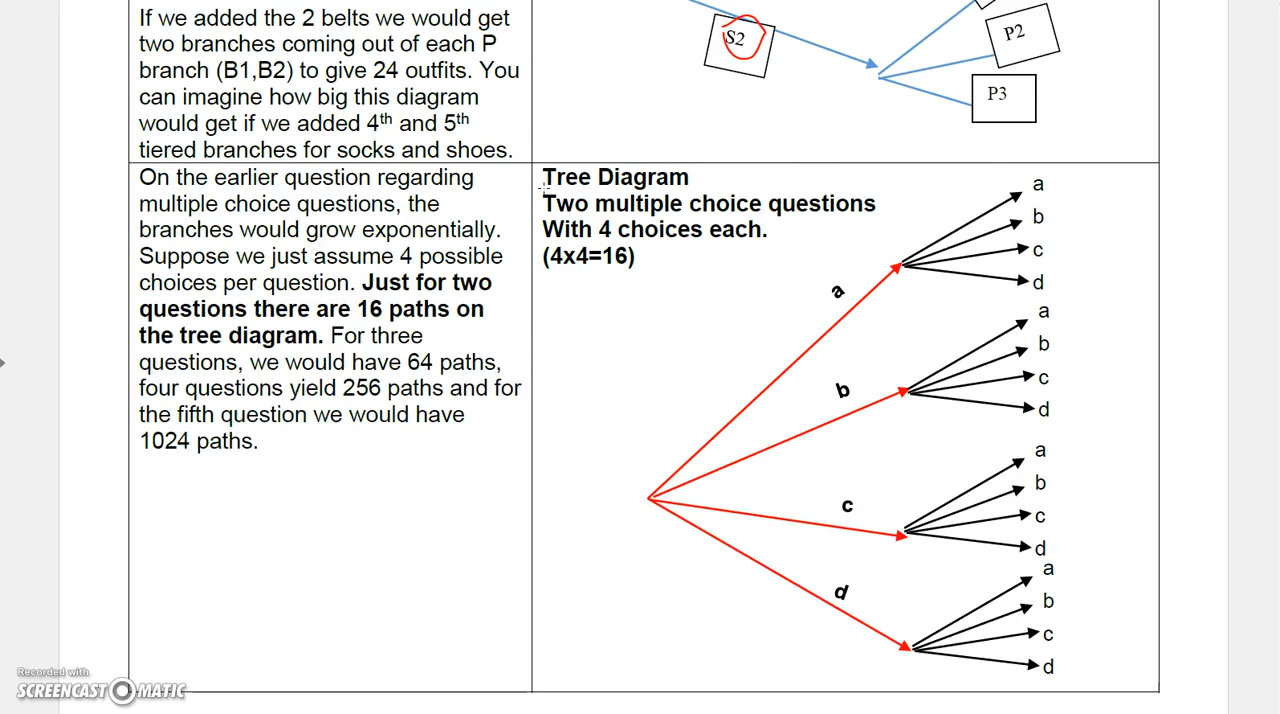 If we added the 2 belts we would get
two branches coming out of each P
branch (B1,B2) to give 24 outfits. You
can imagine how big this diagram
would get if we added 4th and 5th
tiered branches for socks and shoes.
S2
P2
P3
On the earlier question regarding
multiple choice questions, the
branches would grow exponentially.
Suppose we just assume 4 possible
choices per question. Just for two
questions there are 16 paths on
the tree diagram. For three
questions, we would have 64 paths,
four questions yield 256 paths and for
the fifth question we would have
1024 paths.
Tree Diagram
Two multiple choice questions
With 4 choices each.
(4x4=16)
a
a
b
c
d
b
a
b
c
d
c
a
b
c
d
d
a
b
c
d
Recorded with
SCREENCAST-O-MATIC